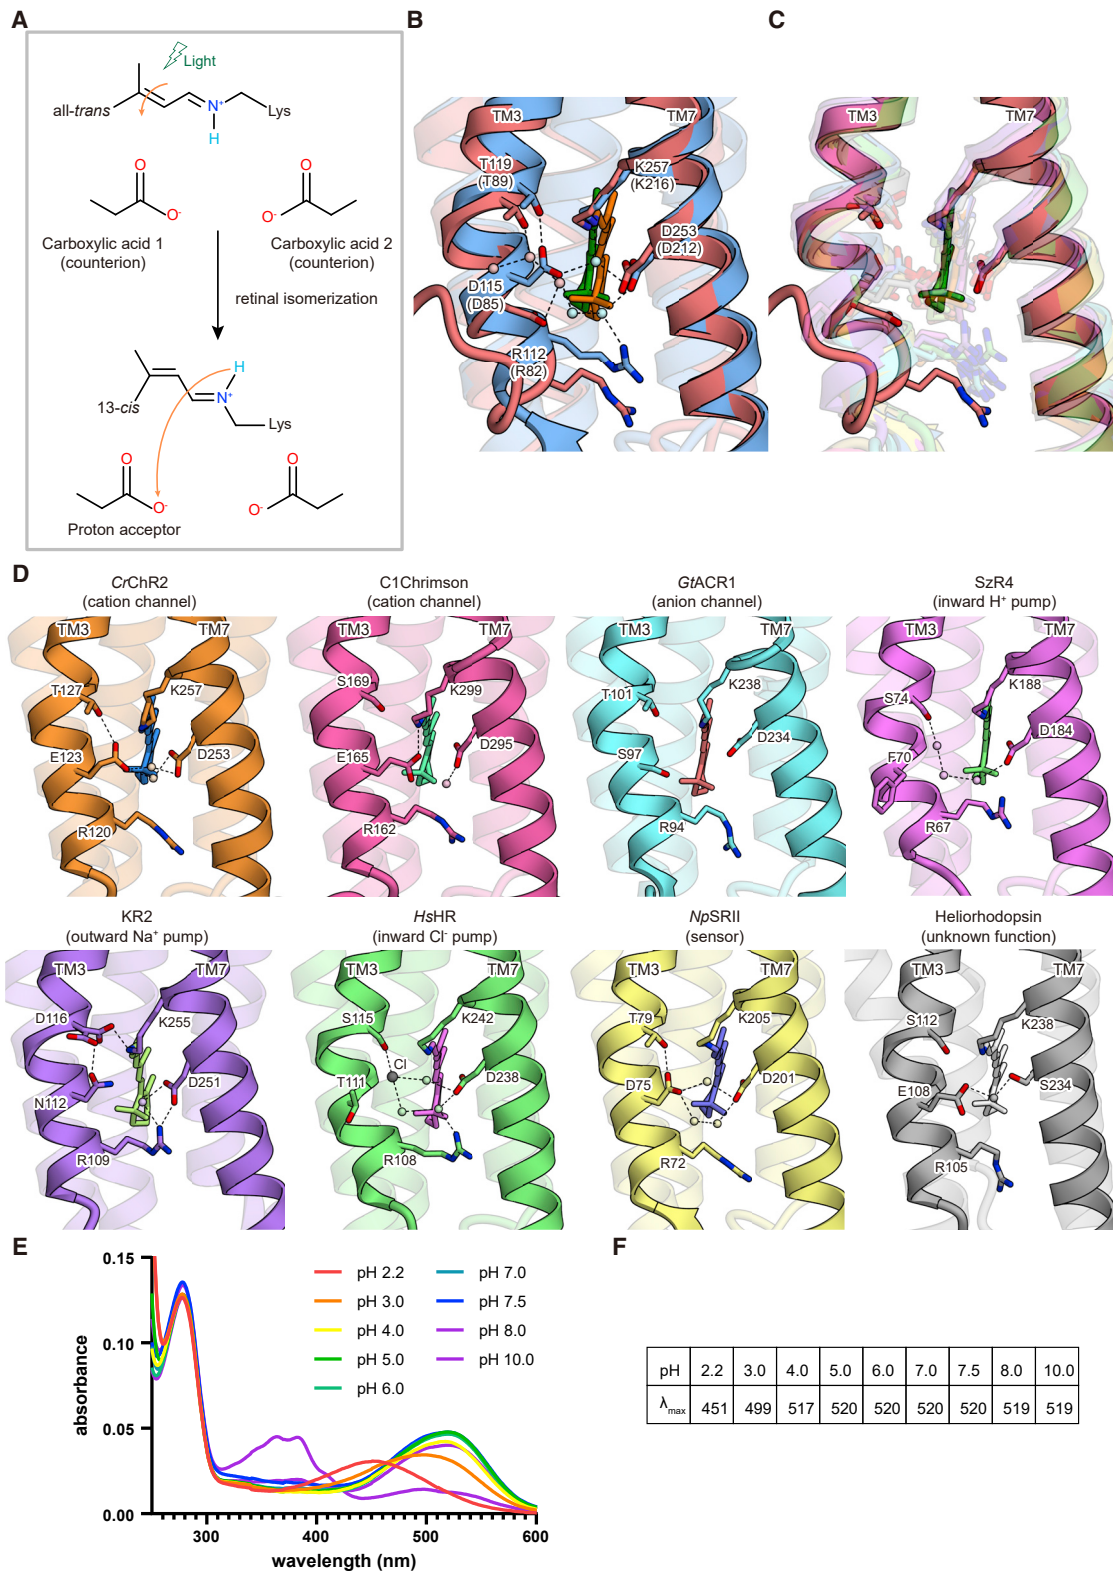 A
Light
all-trans
N+
H
Lys
O
O-
O
O-
Carboxylic acid 1
(counterion)
Carboxylic acid 2
(counterion)
retinal isomerization
H
N+
13-cis
Lys
O
O-
O
O-
Proton acceptor
B
TM3
TM7
T119
(T89)
K257
(K216)
D253
(D212)
D115
(D85)
R112
(R82)
C
TM3
TM7
D
CrChR2
(cation channel)
TM3
TM7
T127
K257
E123
D253
R120
C1Chrimson
(cation channel)
TM3
TM7
S169
K299
E165
D295
R162
GtACR1
(anion channel)
TM3
TM7
T101
K238
S97
D234
R94
SzR4
(inward H+ pump)
TM3
TM7
S74
K188
F70
D184
R67
KR2
(outward Na+ pump)
TM3
TM7
D116
K255
N112
D251
R109
HsHR
(inward Cl- pump)
TM3
TM7
S115
K242
Cl
T111
D238
R108
NpSRII
(sensor)
TM3
TM7
T79
K205
D75
D201
R72
Heliorhodopsin
(unknown function)
TM3
TM7
S112
K238
E108
S234
R105
E
0.15
0.10
0.05
0.00
absorbance
300
400
500
600
wavelength (nm)
pH 2.2
pH 3.0
pH 4.0
pH 5.0
pH 6.0
pH 7.0
pH 7.5
pH 8.0
pH 10.0
F
pH 2.2 3.0 4.0 5.0 6.0 7.0 7.5 8.0 10.0
λmax 451 499 517 520 520 520 520 519 519